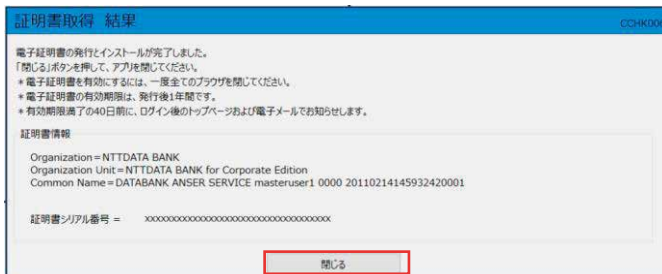 証明書取得 結果
電子証明書の発行とインストールが完了しました。
「閉じる」ボタンを押して、アプリを閉じてください。
＊電子証明書を有効にするには、一度全てのブラウザを閉じてください。
＊電子証明書の有効期限は、発行後1年間です。
＊有効期限満了の40日前に、ログイン後のトップページおよび電子メールでお知らせします。
証明書情報
Organization=NTTDATA BANK
Organization Unit=NTTDATA BANK for Corporate Edition
Common Name=DATABANK ANSER SERVICE masteruser1 0000 20110214145932420001
証明書シリアル番号 =
閉じる